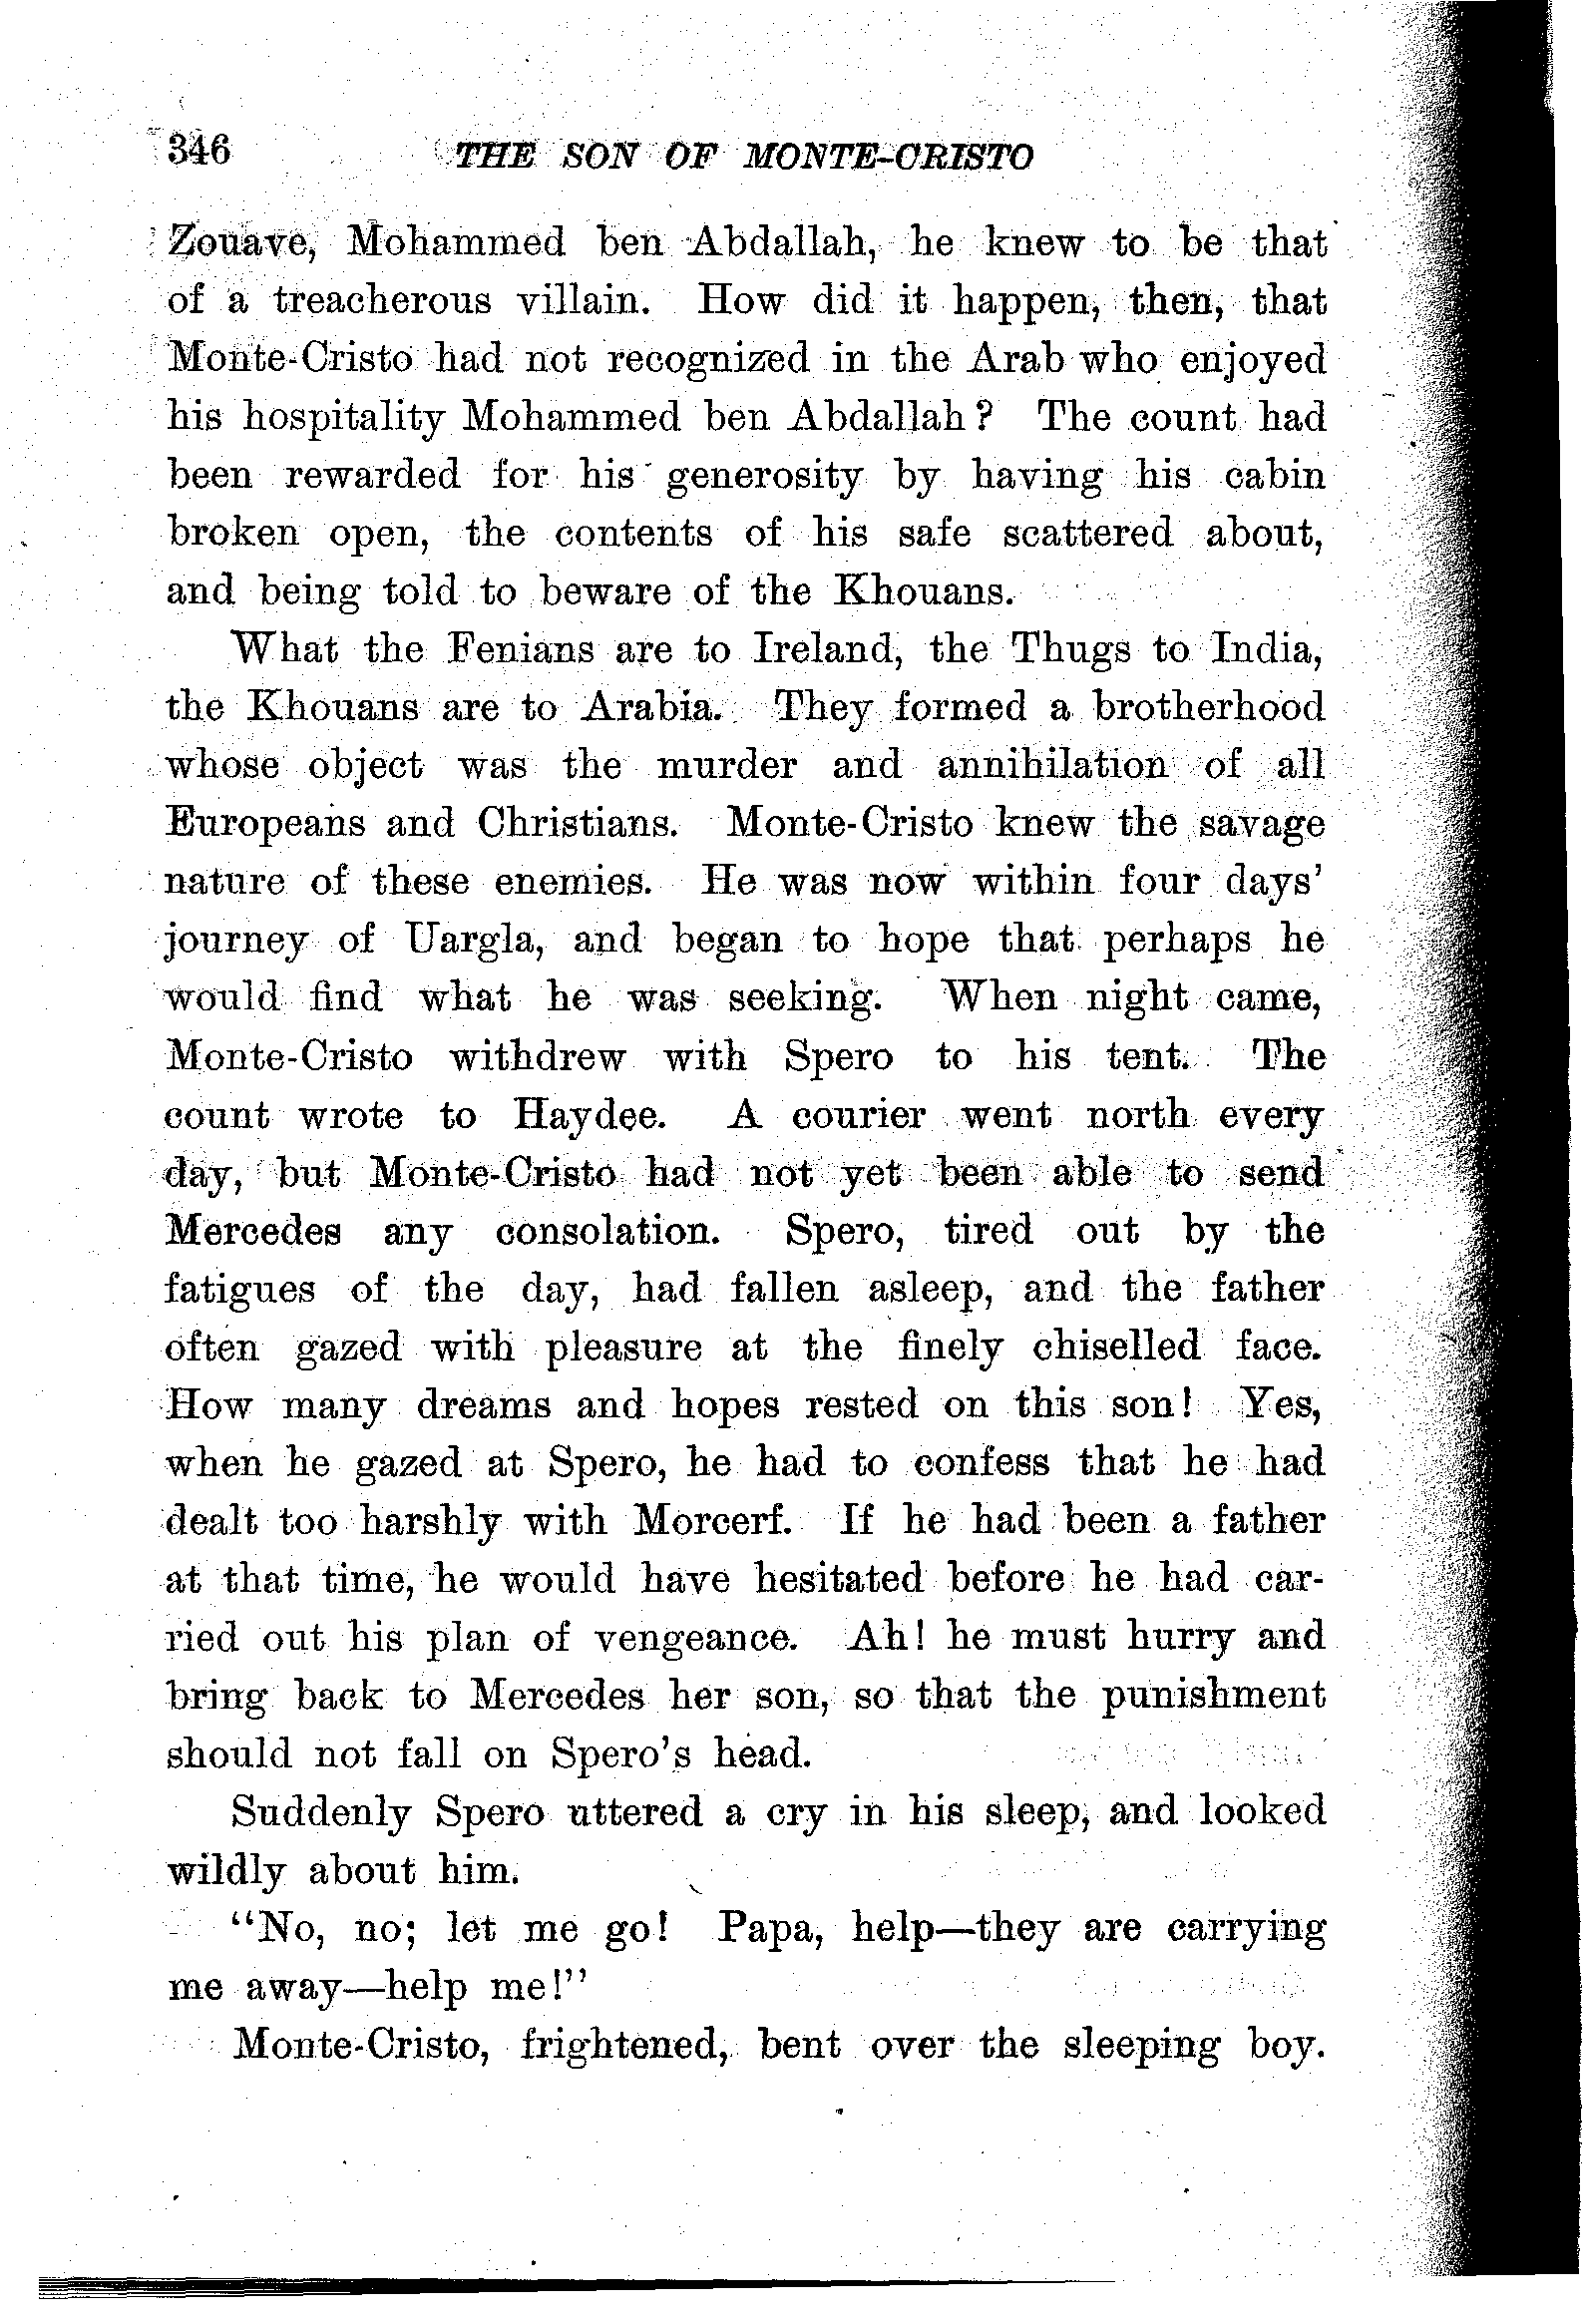 346 THE SON OF MONTE-CRISTO
Zouave, Mohammed ben Abdallah, he knew to be that
of a treacherous villain. How did it happen, then, that
Monte-Cristo had not recognized in the Arab who enjoyed
his hospitality Mohammed ben Abdallah? The count had
been rewarded for his generosity by having his cabin
broken open, the contents of his safe scattered about,
and being told to beware of the Khouans.
What the Fenians are to Ireland, the Thugs to India,
the Khouans are to Arabia. They formed a brotherhood
whose object was the murder and annihilation of all
Europeans and Christians. Monte-Cristo knew the savage
nature of these enemies. He was now within four days'
journey of Uargla, and began to hope that perhaps he
would find what he was seeking. When night came,
Monte-Cristo withdrew with Spero to his tent. The
count wrote to Haydee. A courier went north every
day, but Monte-Cristo had not yet been able to send
Mercedes any consolation. Spero, tired out by the
fatigues of the day, had fallen asleep, and the father
often gazed with pleasure at the finely chiselled face.
How many dreams and hopes rested on this son! Yes,
when he gazed at Spero, he had to confess that he had
dealt too harshly with Morcerf. If he had been a father
at that time, he would have hesitated before he had car-
ried out his plan of vengeance. Ah! he must hurry and
bring back to Mercedes her son, so that the punishment
should not fall on Spero's head.
Suddenly Spero uttered a cry in his sleep, and looked
wildly about him.
"No, no; let me go! Papa, help—they are carrying
me away—help me!"
Monte-Cristo, frightened, bent over the sleeping boy.